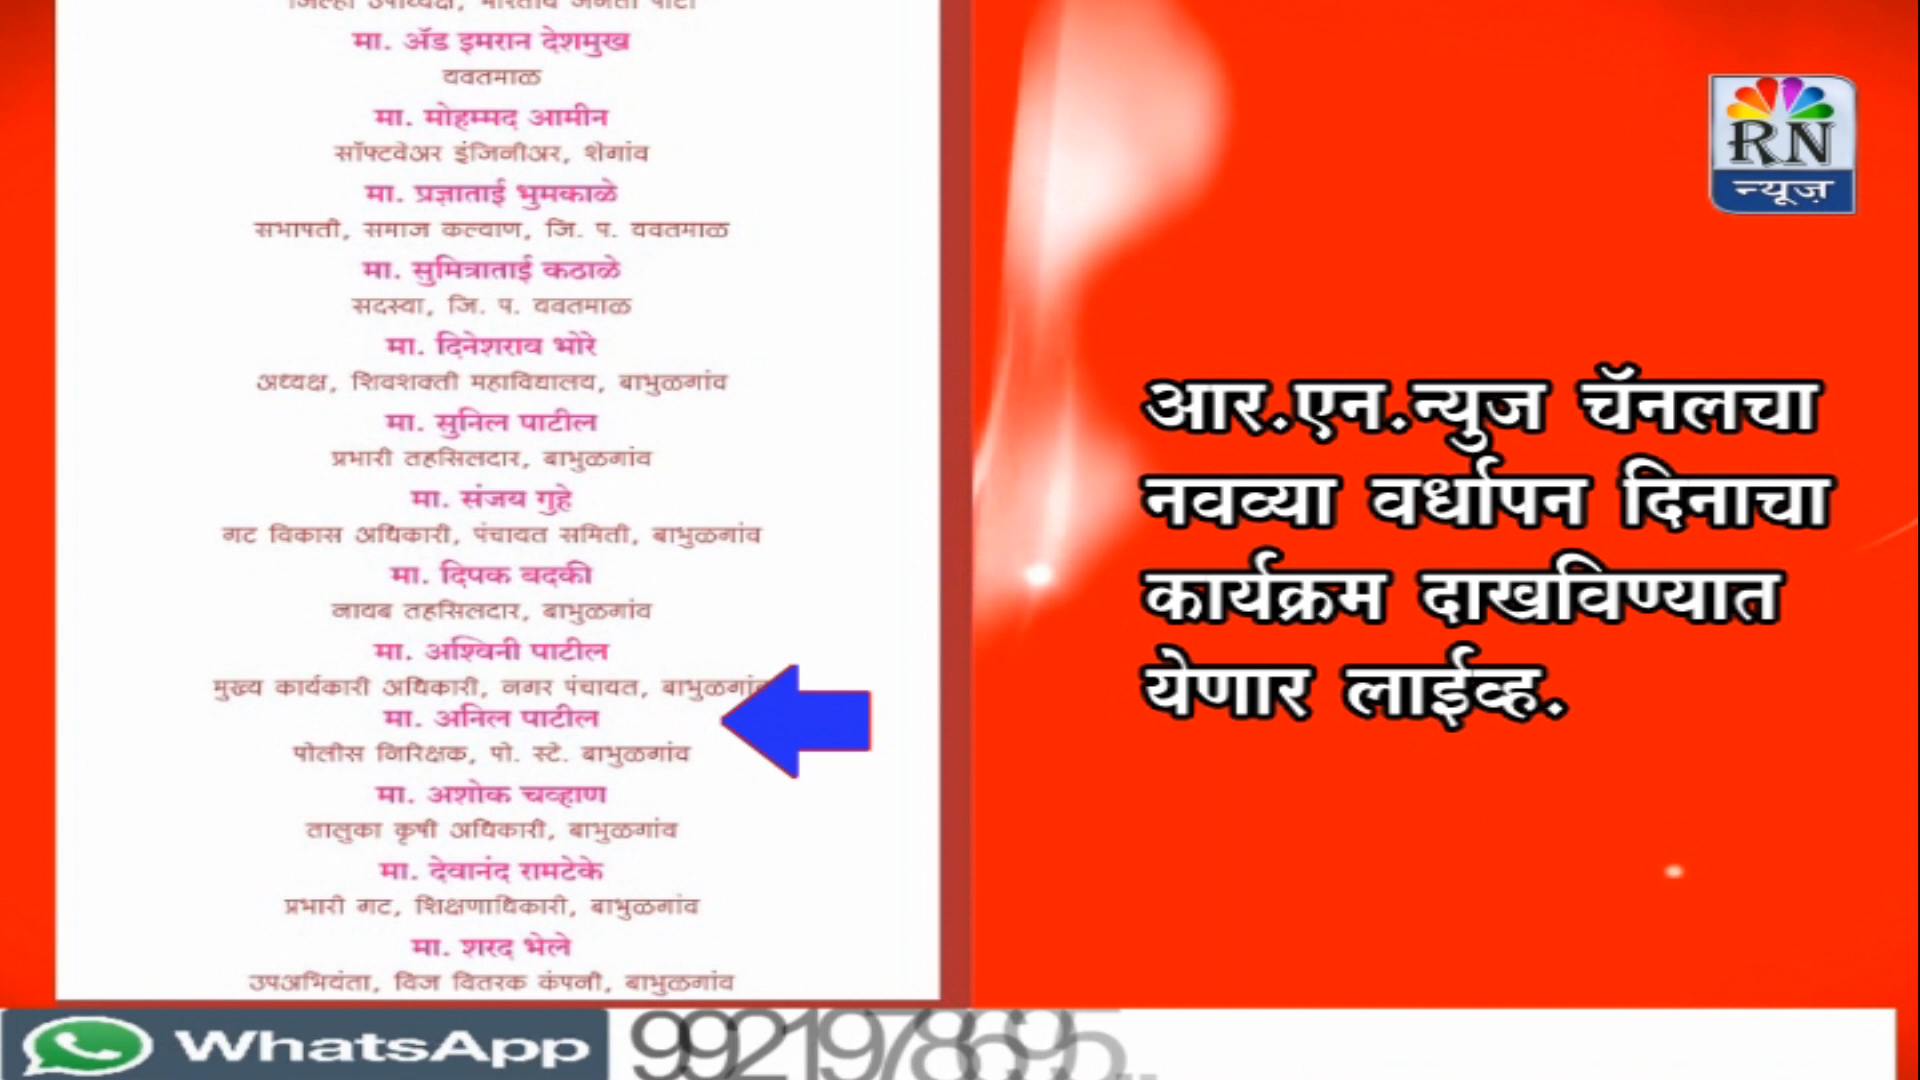 जिल्हा उपाध्यक्ष, भारतीय जनता पार्टी
मा. ॲड इमरान देशमुख
यवतमाळ
मा. मोहम्मद आमीन
सॉफ्टवेअर इंजिनीअर, शेगांव
मा. प्रज्ञाताई भुमकाळे
सभापती, समाज कल्याण, जि. प. यवतमाळ
मा. सुमित्राताई कठाळे
सदस्या, जि. प. यवतमाळ
मा. दिनेशराव भोरे
अध्यक्ष, शिवशक्ती महाविद्यालय, बाभुळगांव
मा. सुनिल पाटील
प्रभारी तहसिलदार, बाभुळगांव
मा. संजय गुहे
गट विकास अधिकारी, पंचायत समिती, बाभुळगांव
मा. दिपक बदकी
नायब तहसिलदार, बाभुळगांव
मा. अश्विनी पाटील
मुख्य कार्यकारी अधिकारी, नगर पंचायत, बाभुळगांव
मा. अनिल पाटील
पोलीस निरिक्षक, पो. स्टे. बाभुळगांव
मा. अशोक चव्हाण
तालुका कृषी अधिकारी, बाभुळगांव
मा. देवानंद रामटेके
प्रभारी गट, शिक्षणाधिकारी, बाभुळगांव
मा. शरद भेले
उपअभियंता, विज वितरक कंपनी, बाभुळगांव
RN
न्यूज़
आर.एन.न्युज चॅनलचा
नवव्या वर्धापन दिनाचा
कार्यक्रम दाखविण्यात
येणार लाईव्ह.
WhatsApp